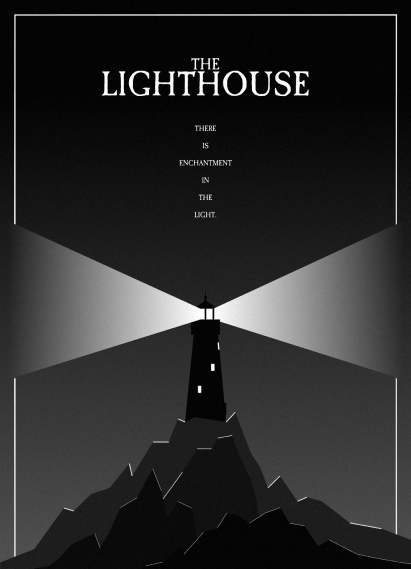 THE
LIGHTHOUSE
THERE
IS
ENCHANTMENT
IN
THE
LIGHT.